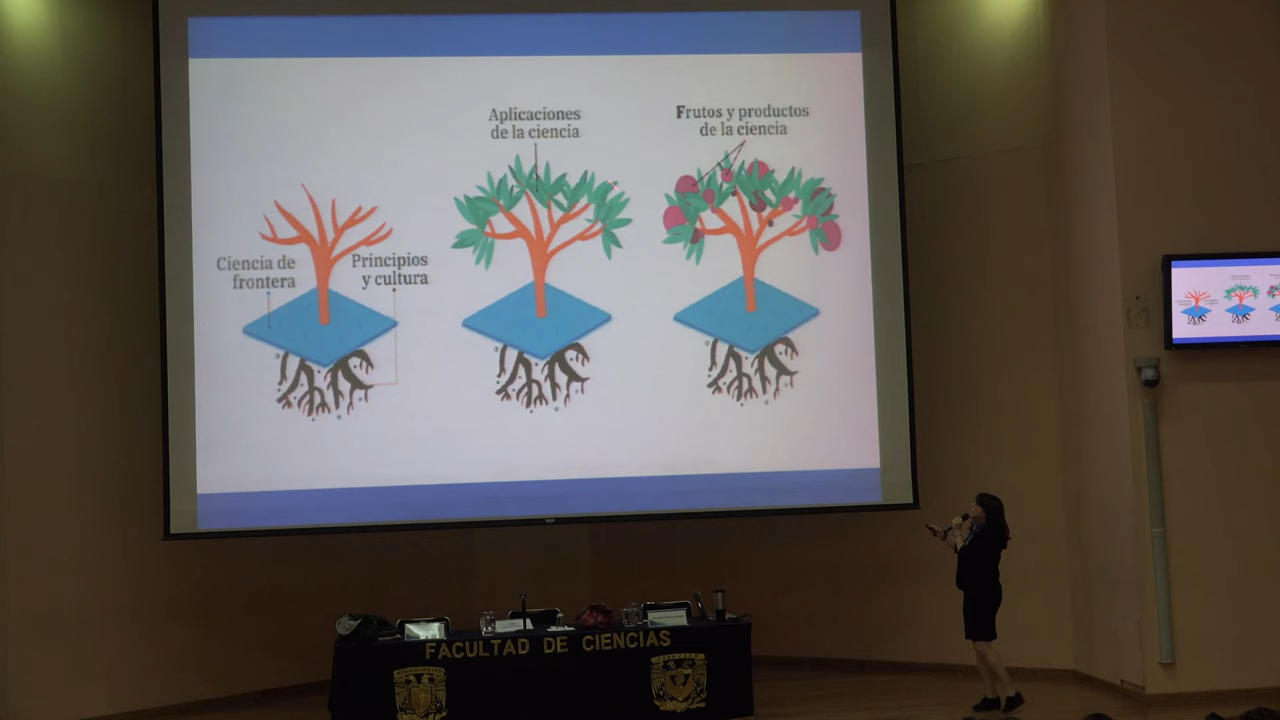 Aplicaciones
de la ciencia
Frutos y productos
de la ciencia
Ciencia de
frontera
Principios
y cultura
FACULTAD DE CIENCIAS